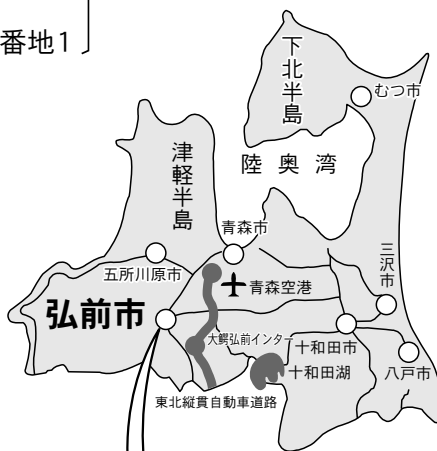 番地1
下北半島
むつ市
陸奥湾
津軽半島
青森市
三沢市
五所川原市
青森空港
弘前市
大鰐弘前インター
十和田市
十和田湖
八戸市
東北縦貫自動車道路